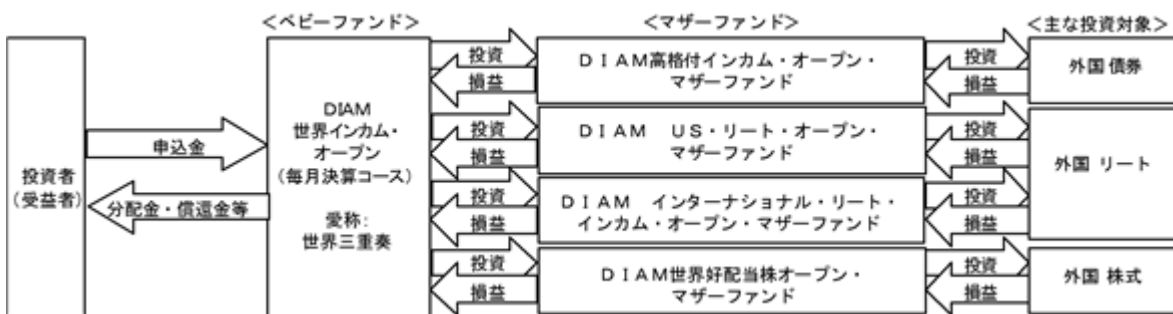 ＜ベビーファンド＞
＜マザーファンド＞
＜主な投資対象＞
投資者
（受益者）
申込金
分配金・償還金等
DIAM
世界インカム・
オープン
（毎月決算コース）
愛称：
世界三重奏
投資
損益
ＤＩＡＭ高格付インカム・オープン・
マザーファンド
投資
損益
外国 債券
投資
損益
ＤＩＡＭ　ＵＳ・リート・オープン・
マザーファンド
投資
損益
外国 リート
投資
損益
ＤＩＡＭ　インターナショナル・リート・
インカム・オープン・マザーファンド
投資
損益
投資
損益
ＤＩＡＭ世界好配当株オープン・
マザーファンド
投資
損益
外国 株式